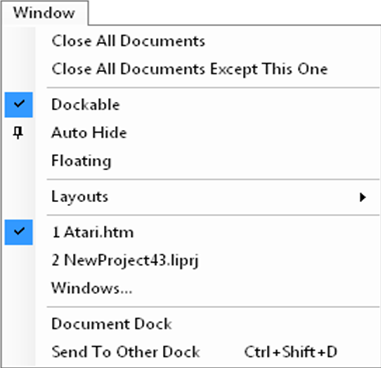 Window
Close All Documents
Close All Documents Except This One
Dockable
Auto Hide
Floating
Layouts
1 Atari.htm
2 NewProject43.liprj
Windows...
Document Dock
Send To Other Dock Ctrl+Shift+D